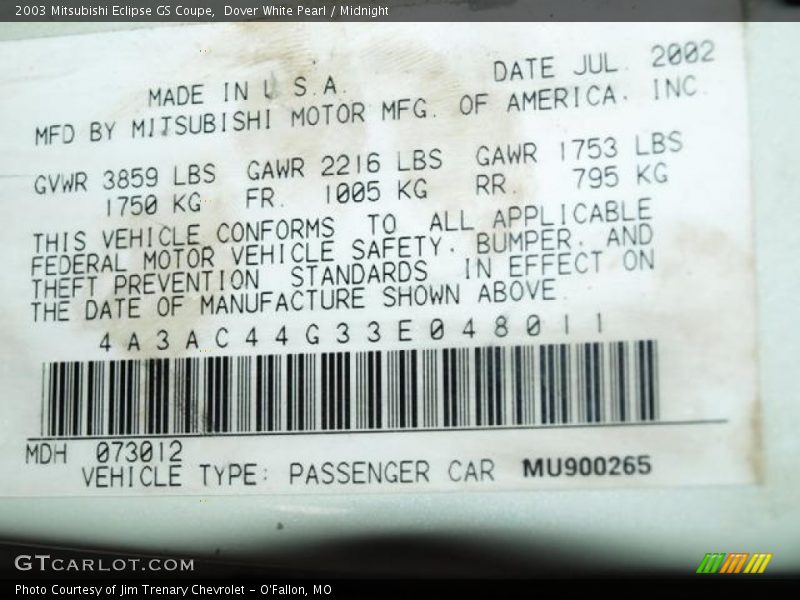 2003 Mitsubishi Eclipse GS Coupe, Dover White Pearl / Midnight
MADE IN U.S.A. DATE JUL. 2002
MFD BY MITSUBISHI MOTOR MFG. OF AMERICA. INC.
GVWR 3859 LBS GAWR 2216 LBS GAWR 1753 LBS
1750 KG FR. 1005 KG RR. 795 KG
THIS VEHICLE CONFORMS TO ALL APPLICABLE
FEDERAL MOTOR VEHICLE SAFETY. BUMPER. AND
THEFT PREVENTION STANDARDS IN EFFECT ON
THE DATE OF MANUFACTURE SHOWN ABOVE.
4A3AC44G33E048011
MDH 073012
VEHICLE TYPE: PASSENGER CAR MU900265
GTCARLOT.COM
Photo Courtesy of Jim Trenary Chevrolet - O'Fallon, MO